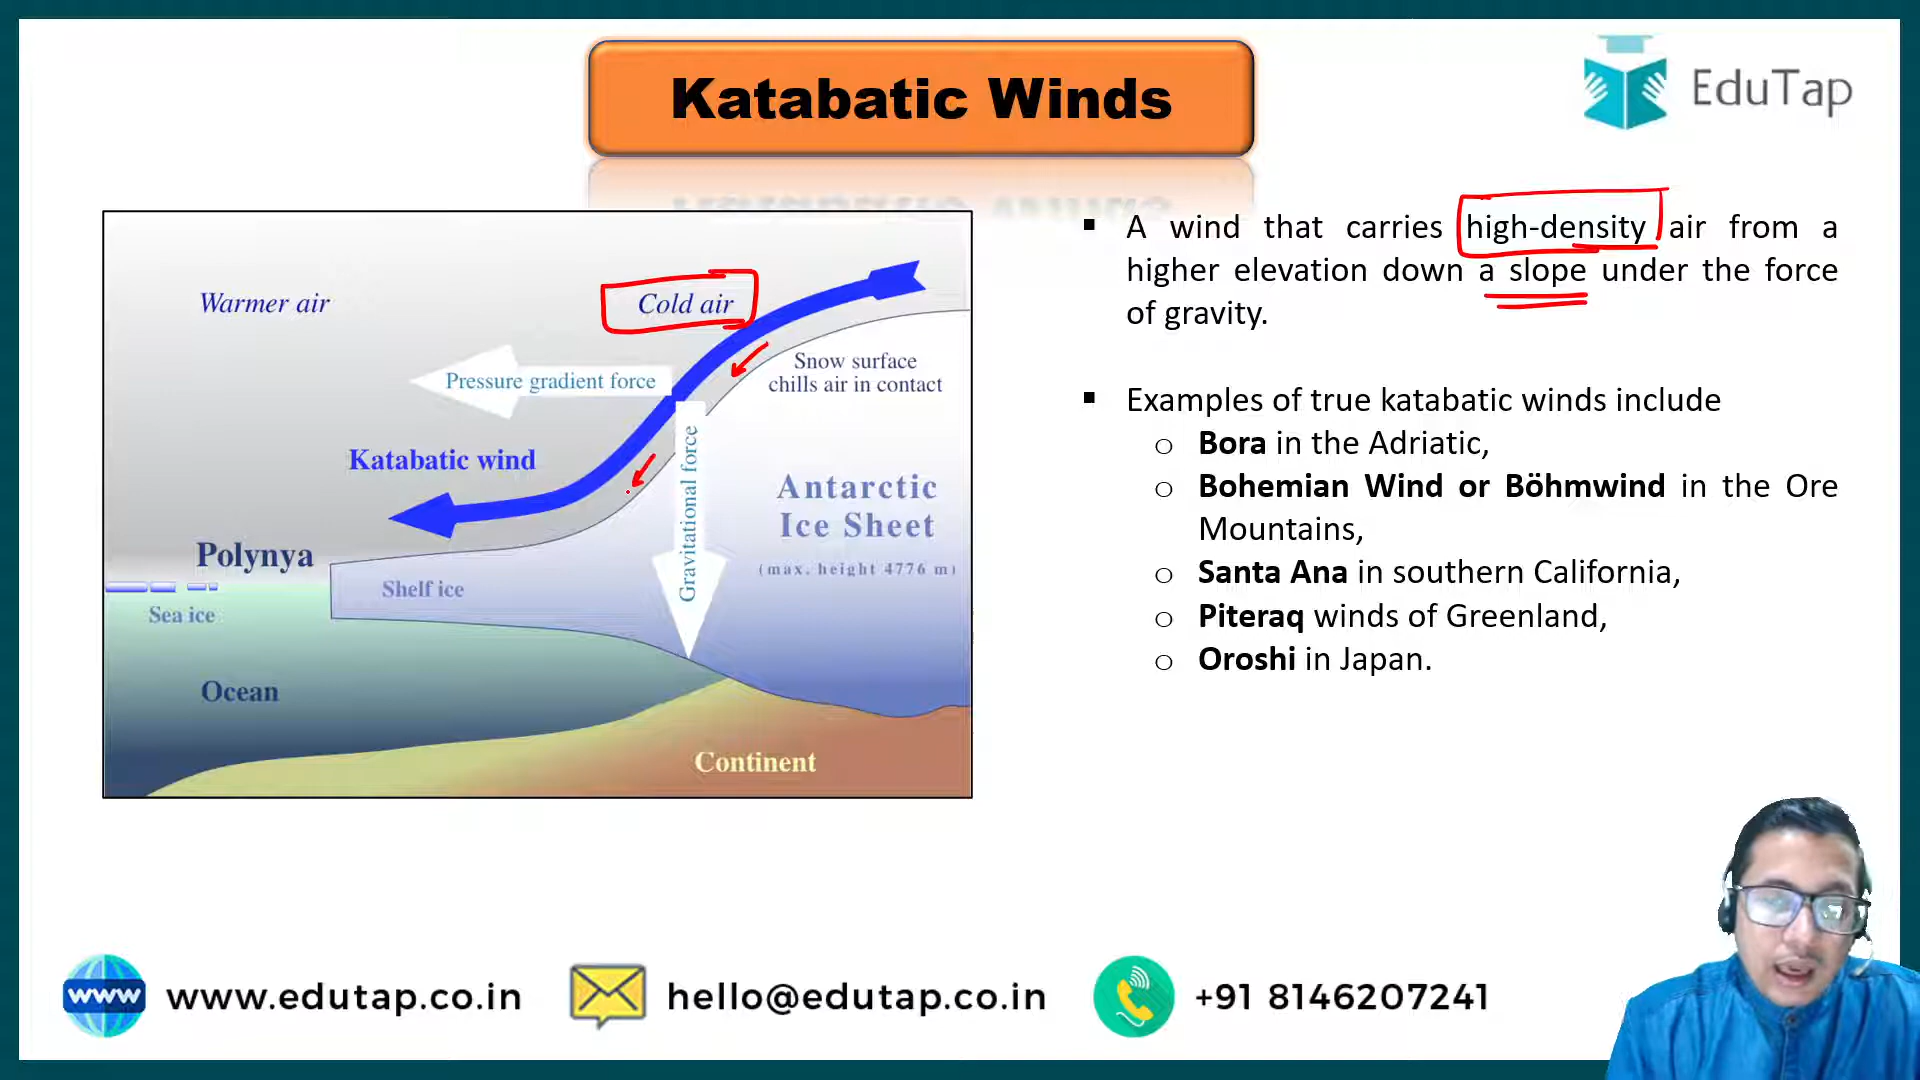 Katabatic Winds
EduTap
▪ A wind that carries high-density air from a
higher elevation down a slope under the force
of gravity.
▪ Examples of true katabatic winds include
o Bora in the Adriatic,
o Bohemian Wind or Böhmwind in the Ore
Mountains,
o Santa Ana in southern California,
o Piteraq winds of Greenland,
o Oroshi in Japan.
Warmer air
Cold air
Snow surface
chills air in contact
Pressure gradient force
Katabatic wind
Gravitational force
Antarctic
Ice Sheet
(max. height 4776 m)
Polynya
Shelf ice
Sea ice
Ocean
Continent
www
www.edutap.co.in
hello@edutap.co.in
+91 8146207241